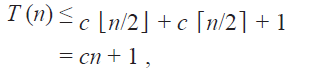 T (n) ≤ c ⌊n/2⌋ + c ⌈n/2⌉ + 1
= cn + 1 ,